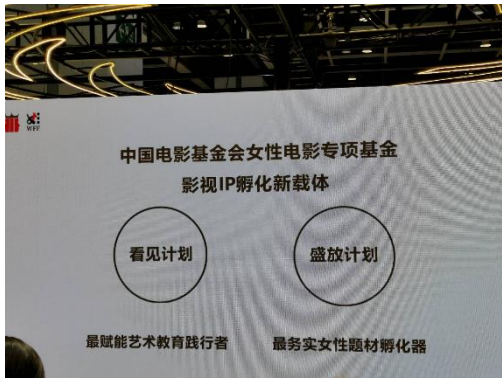 WFF
中国电影基金会女性电影专项基金
影视IP孵化新载体
看见计划
盛放计划
最赋能艺术教育践行者
最务实女性题材孵化器